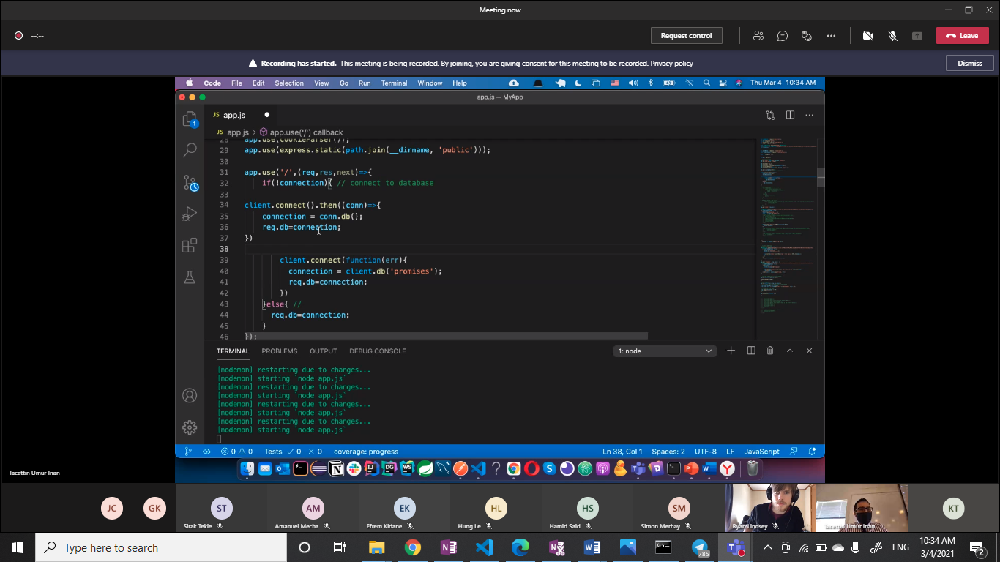 Meeting now
--:--
Request control
Leave
Recording has started. This meeting is being recorded. By joining, you are giving consent for this meeting to be recorded. Privacy policy
Dismiss
Code File Edit Selection View Go Run Terminal Window Help
Thu Mar 4 10:34 AM
app.js — MyApp
1
JS app.js
JS app.js > app.use('/') callback
28 app.use(cookieParser());
29 app.use(express.static(path.join(__dirname, 'public')));
30
31 app.use('/',(req,res,next)=>{
32 if(!connection){ // connect to database
33
34 client.connect().then((conn)=>{
35 connection = conn.db();
36 req.db=connection;
37 })
38
39 client.connect(function(err){
40 connection = client.db('promises');
41 req.db=connection;
42 })
43 }else{ //
44 req.db=connection;
45 }
46 });
TERMINAL PROBLEMS OUTPUT DEBUG CONSOLE
1: node
[nodemon] restarting due to changes...
[nodemon] starting `node app.js`
[nodemon] restarting due to changes...
[nodemon] starting `node app.js`
[nodemon] restarting due to changes...
[nodemon] starting `node app.js`
[nodemon] restarting due to changes...
[nodemon] starting `node app.js`
0 0 Tests 0 0 coverage: progress
Ln 38, Col 1 Spaces: 2 UTF-8 LF JavaScript
Tacettin Umur Inan
JC
GK
ST
Sirak Tekle
AM
Amanuel Mecha
EK
Efrem Kidane
HL
Hung Le
HS
Hamid Said
SM
Simon Merhay
Ryan Lindsey
Tacettin Umur Inan
KT
Type here to search
785
ENG
10:34 AM
3/4/2021
2